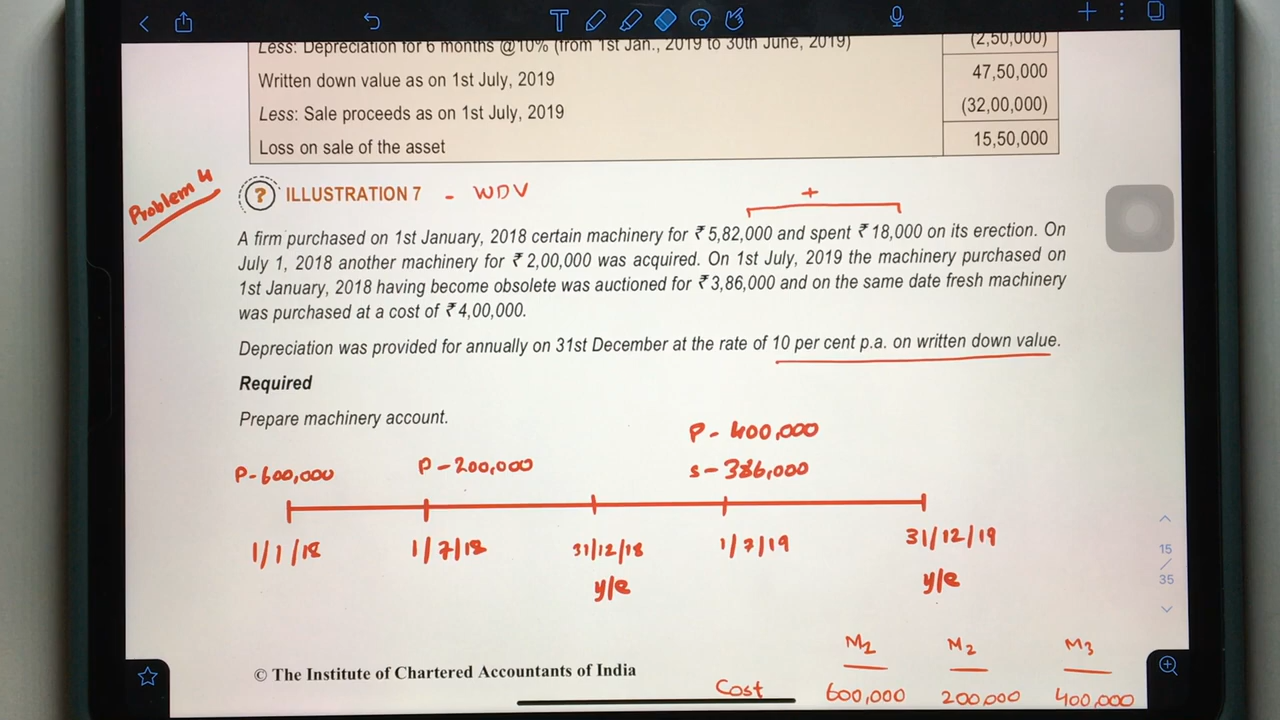 Less: Depreciation for 6 months @10% (from 1st Jan., 2019 to 30th June, 2019) (2,50,000)
Written down value as on 1st July, 2019 47,50,000
Less: Sale proceeds as on 1st July, 2019 (32,00,000)
Loss on sale of the asset 15,50,000
Problem 4
? ILLUSTRATION 7 - WDV
+
A firm purchased on 1st January, 2018 certain machinery for ₹ 5,82,000 and spent ₹ 18,000 on its erection. On
July 1, 2018 another machinery for ₹ 2,00,000 was acquired. On 1st July, 2019 the machinery purchased on
1st January, 2018 having become obsolete was auctioned for ₹ 3,86,000 and on the same date fresh machinery
was purchased at a cost of ₹ 4,00,000.
Depreciation was provided for annually on 31st December at the rate of 10 per cent p.a. on written down value.
Required
Prepare machinery account.
P - 400,000
P-600,000 P-200,000 S-386,000
1/1/18 1/7/18 31/12/18 1/7/19 31/12/19
y/e y/e
15
/
35
M1 M2 M3
© The Institute of Chartered Accountants of India
Cost 600,000 200,000 400,000